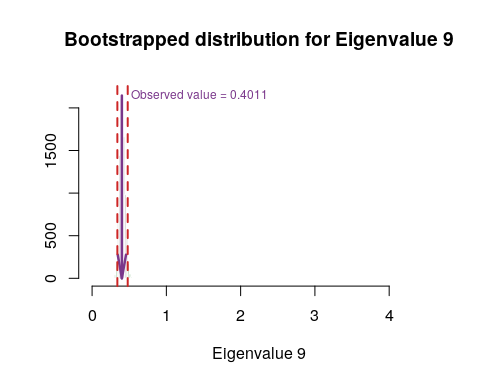 Bootstrapped distribution for Eigenvalue 9
Observed value = 0.4011
1500
500
0
0 1 2 3 4
Eigenvalue 9